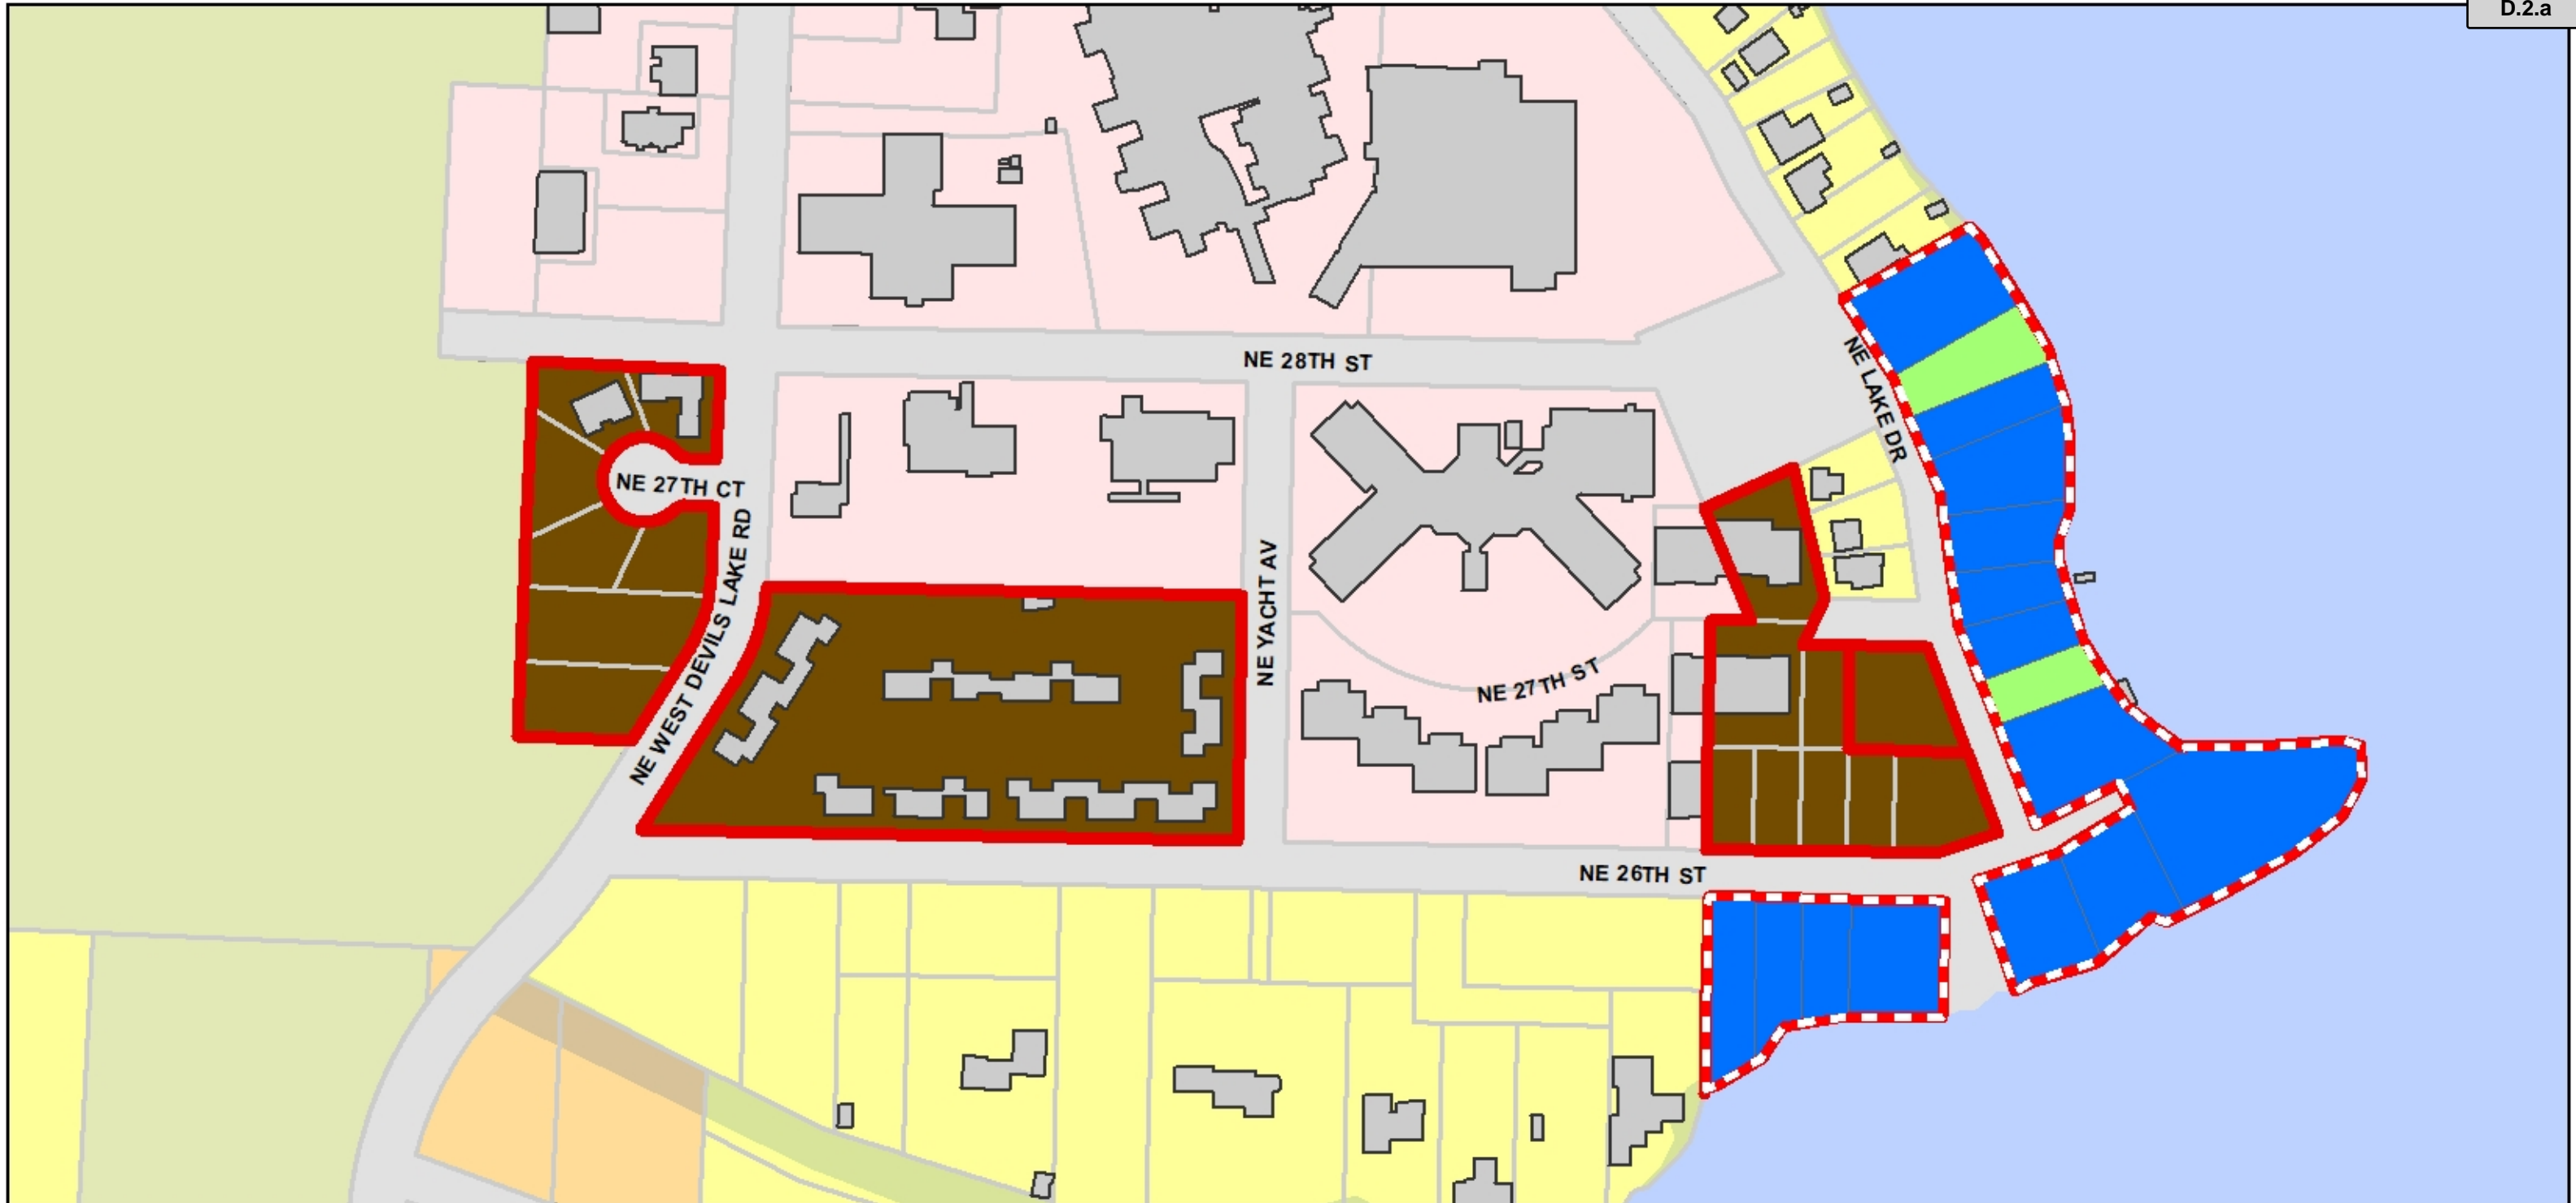 D.2.a
NE 28TH ST
NE LAKE DR
NE 27TH CT
NE WEST DEVILS LAKE RD
NE YACHT AV
NE 27TH ST
NE 26TH ST